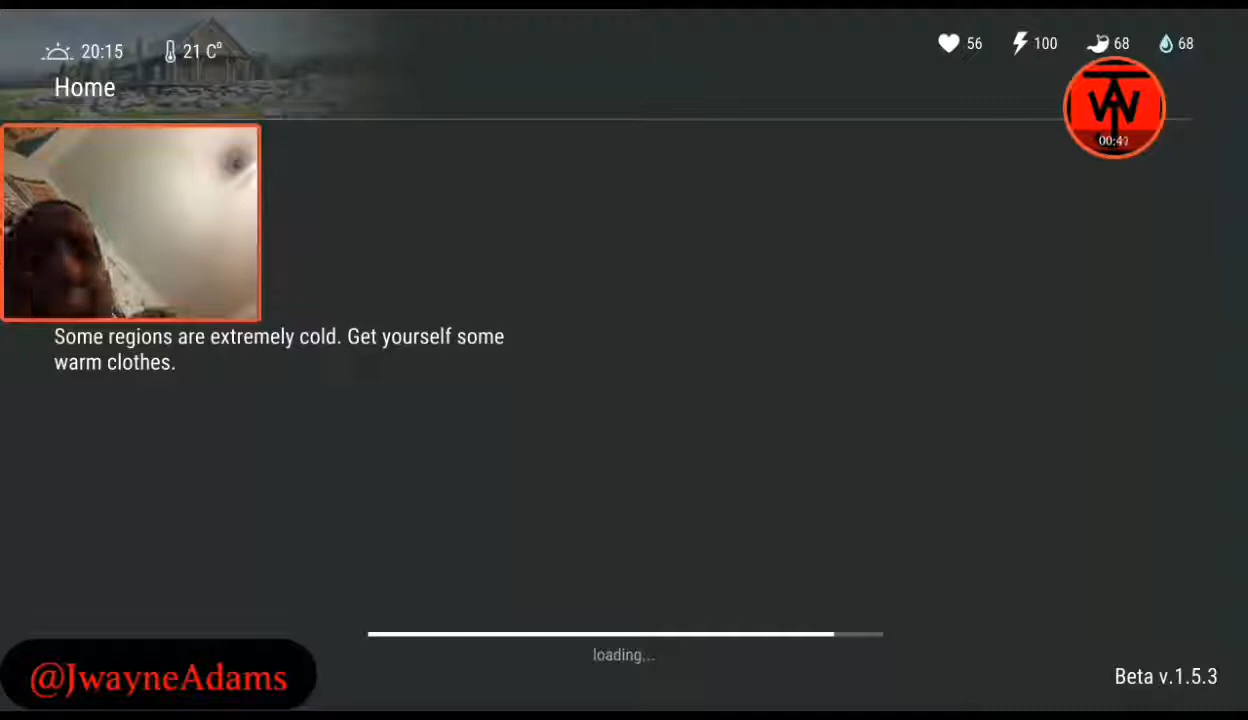 20:15 21 C°
56 100 68 68
Home
00:41
Some regions are extremely cold. Get yourself some
warm clothes.
loading...
@JwayneAdams
Beta v.1.5.3